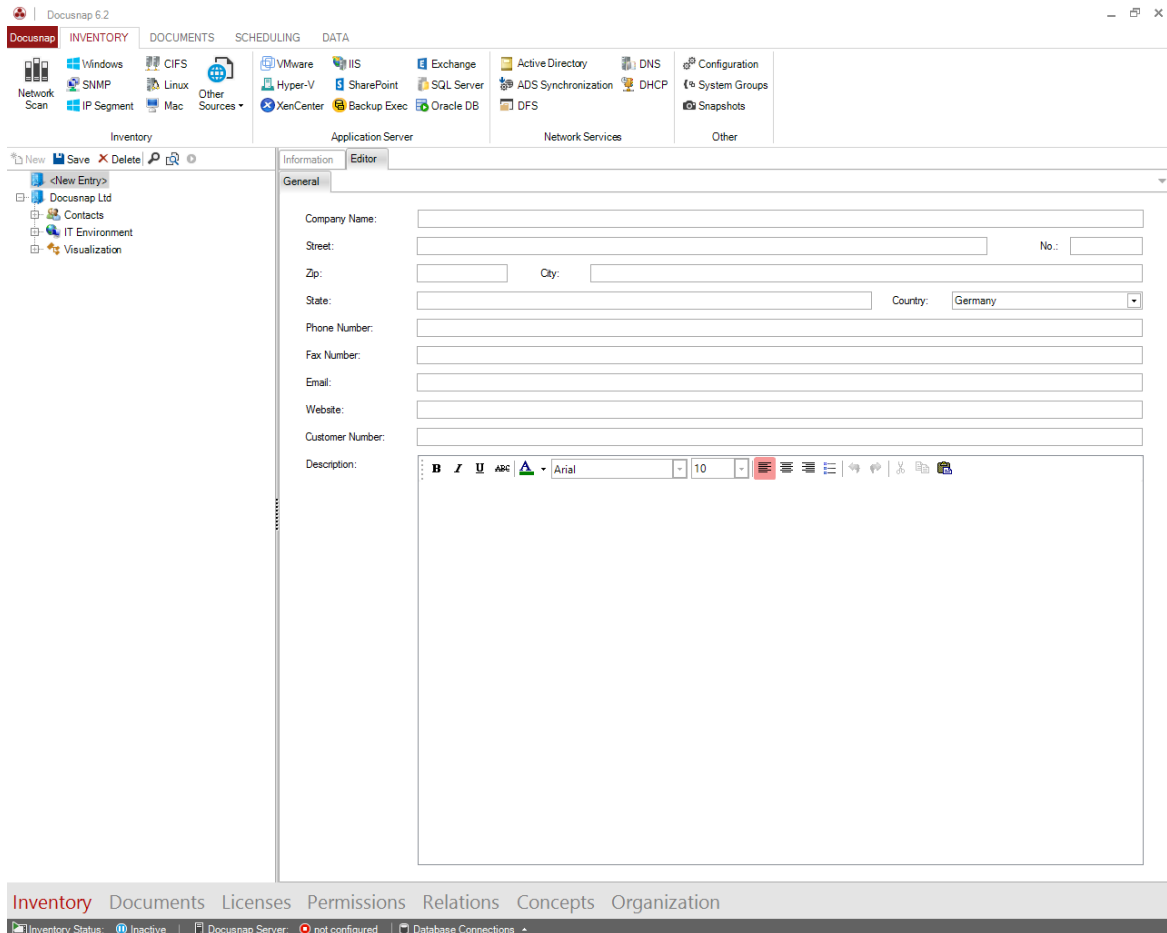 Docusnap 6.2
Docusnap INVENTORY DOCUMENTS SCHEDULING DATA
Windows CIFS VMware IIS Exchange Active Directory DNS Configuration
SNMP Linux Hyper-V SharePoint SQL Server ADS Synchronization DHCP System Groups
Network Scan IP Segment Mac Other Sources XenCenter Backup Exec Oracle DB DFS Snapshots
Inventory Application Server Network Services Other
New Save Delete Information Editor
<New Entry> General
Docusnap Ltd
Contacts
IT Environment
Visualization
Company Name:
Street: No.:
Zip: City:
State: Country: Germany
Phone Number:
Fax Number:
Email:
Website:
Customer Number:
Description: B I U ABC A Arial 10
Inventory Documents Licenses Permissions Relations Concepts Organization
Inventory Status: Inactive Docusnap Server: not configured Database Connections